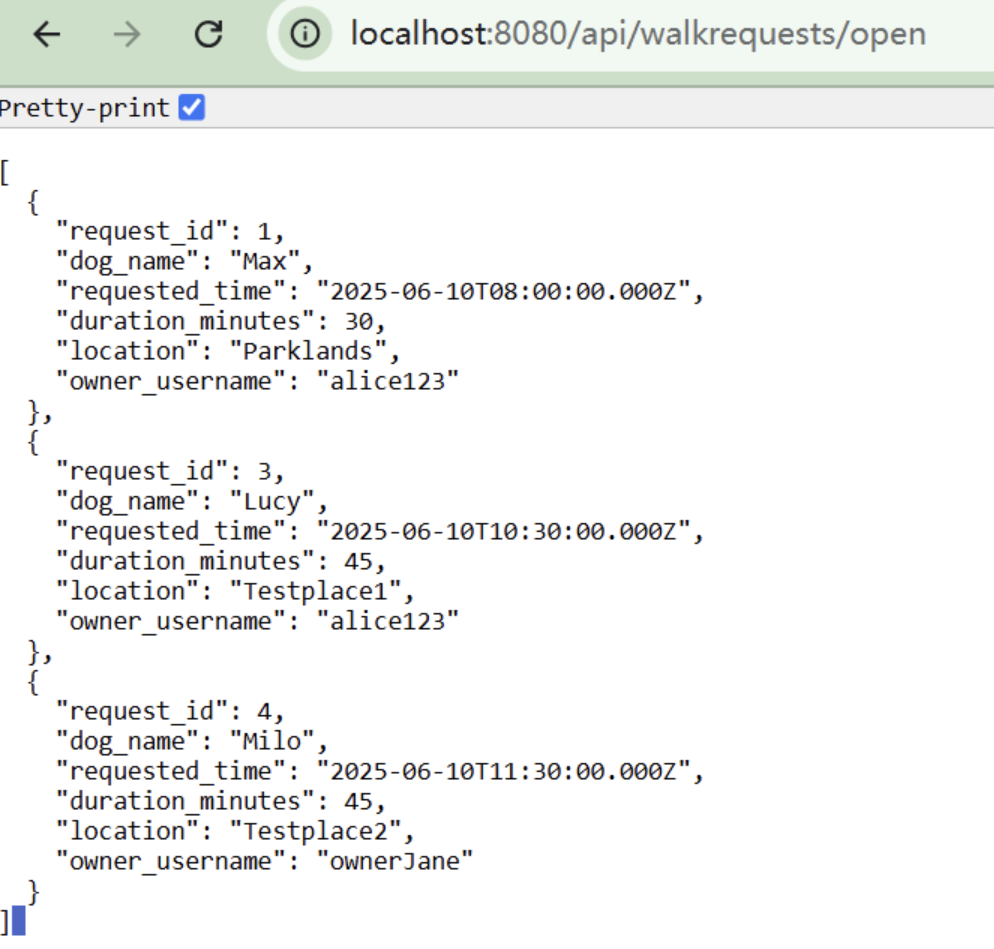 localhost:8080/api/walkrequests/open
Pretty-print
[
  {
    "request_id": 1,
    "dog_name": "Max",
    "requested_time": "2025-06-10T08:00:00.000Z",
    "duration_minutes": 30,
    "location": "Parklands",
    "owner_username": "alice123"
  },
  {
    "request_id": 3,
    "dog_name": "Lucy",
    "requested_time": "2025-06-10T10:30:00.000Z",
    "duration_minutes": 45,
    "location": "Testplace1",
    "owner_username": "alice123"
  },
  {
    "request_id": 4,
    "dog_name": "Milo",
    "requested_time": "2025-06-10T11:30:00.000Z",
    "duration_minutes": 45,
    "location": "Testplace2",
    "owner_username": "ownerJane"
  }
]